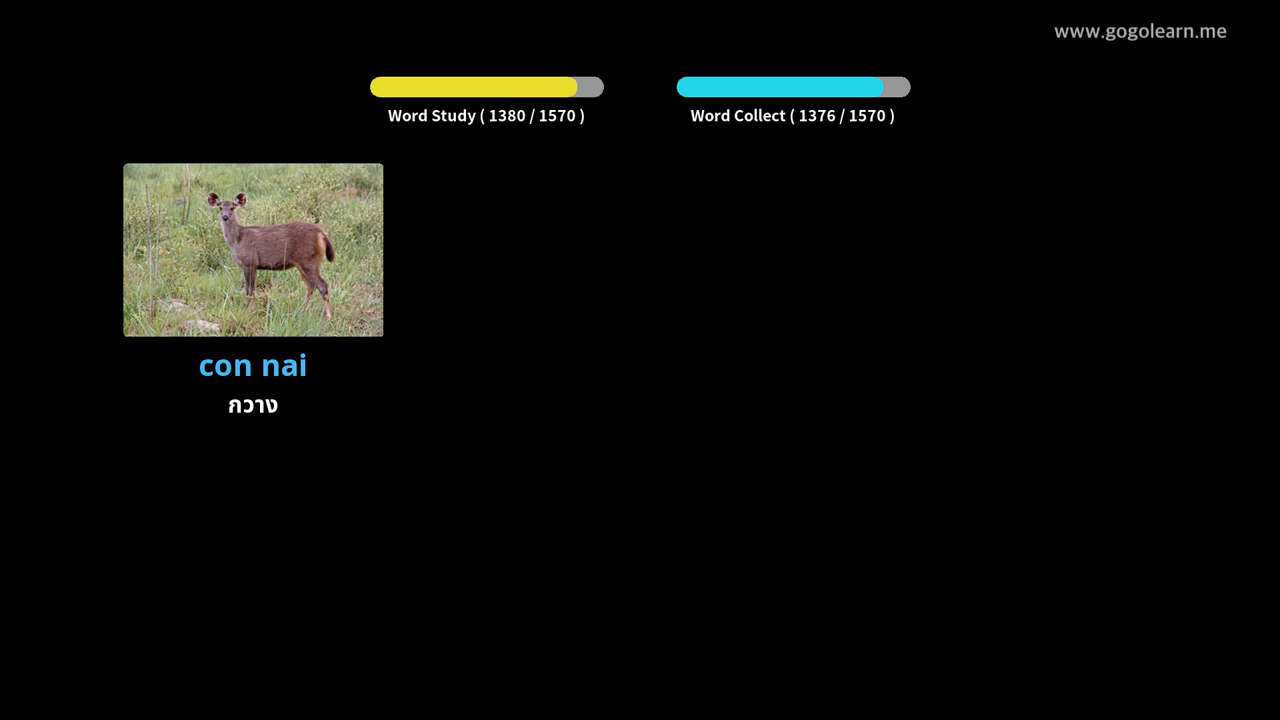 www.gogolearn.me
Word Study ( 1380 / 1570 )
Word Collect ( 1376 / 1570 )
con nai
กวาง